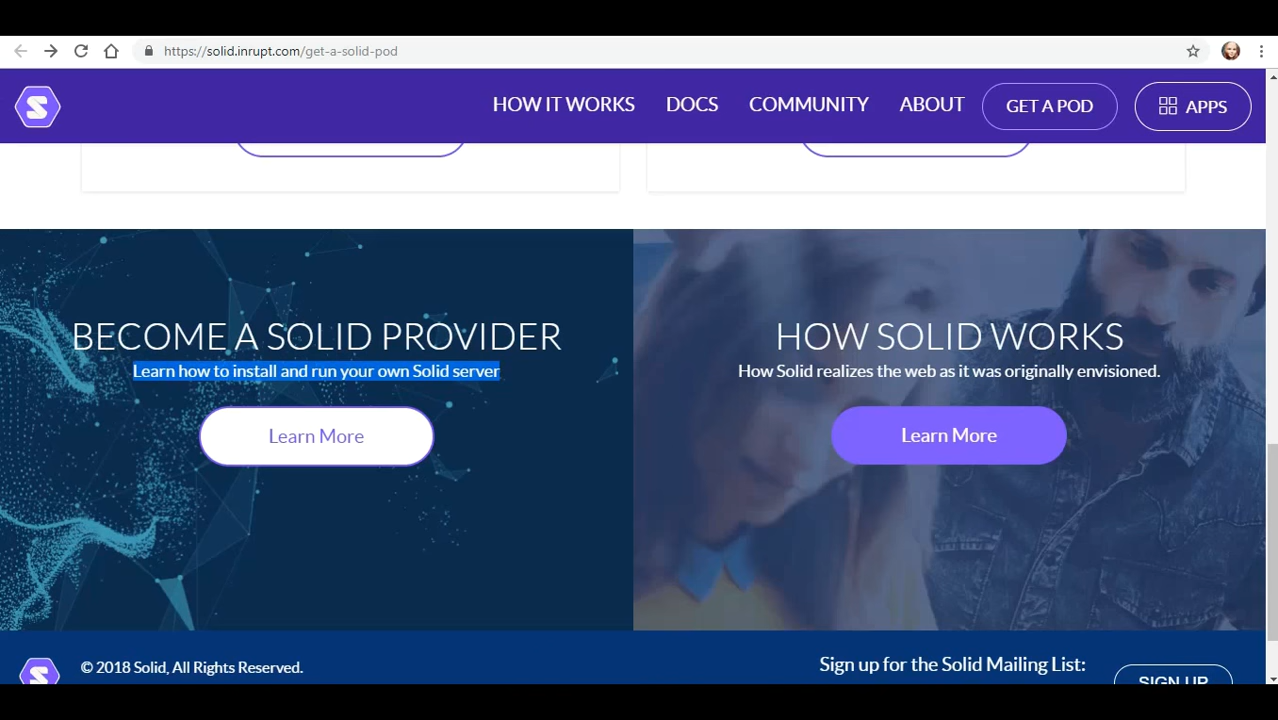 https://solid.inrupt.com/get-a-solid-pod
HOW IT WORKS DOCS COMMUNITY ABOUT GET A POD APPS
BECOME A SOLID PROVIDER
Learn how to install and run your own Solid server
Learn More
HOW SOLID WORKS
How Solid realizes the web as it was originally envisioned.
Learn More
© 2018 Solid, All Rights Reserved.
Sign up for the Solid Mailing List:
SIGN UP